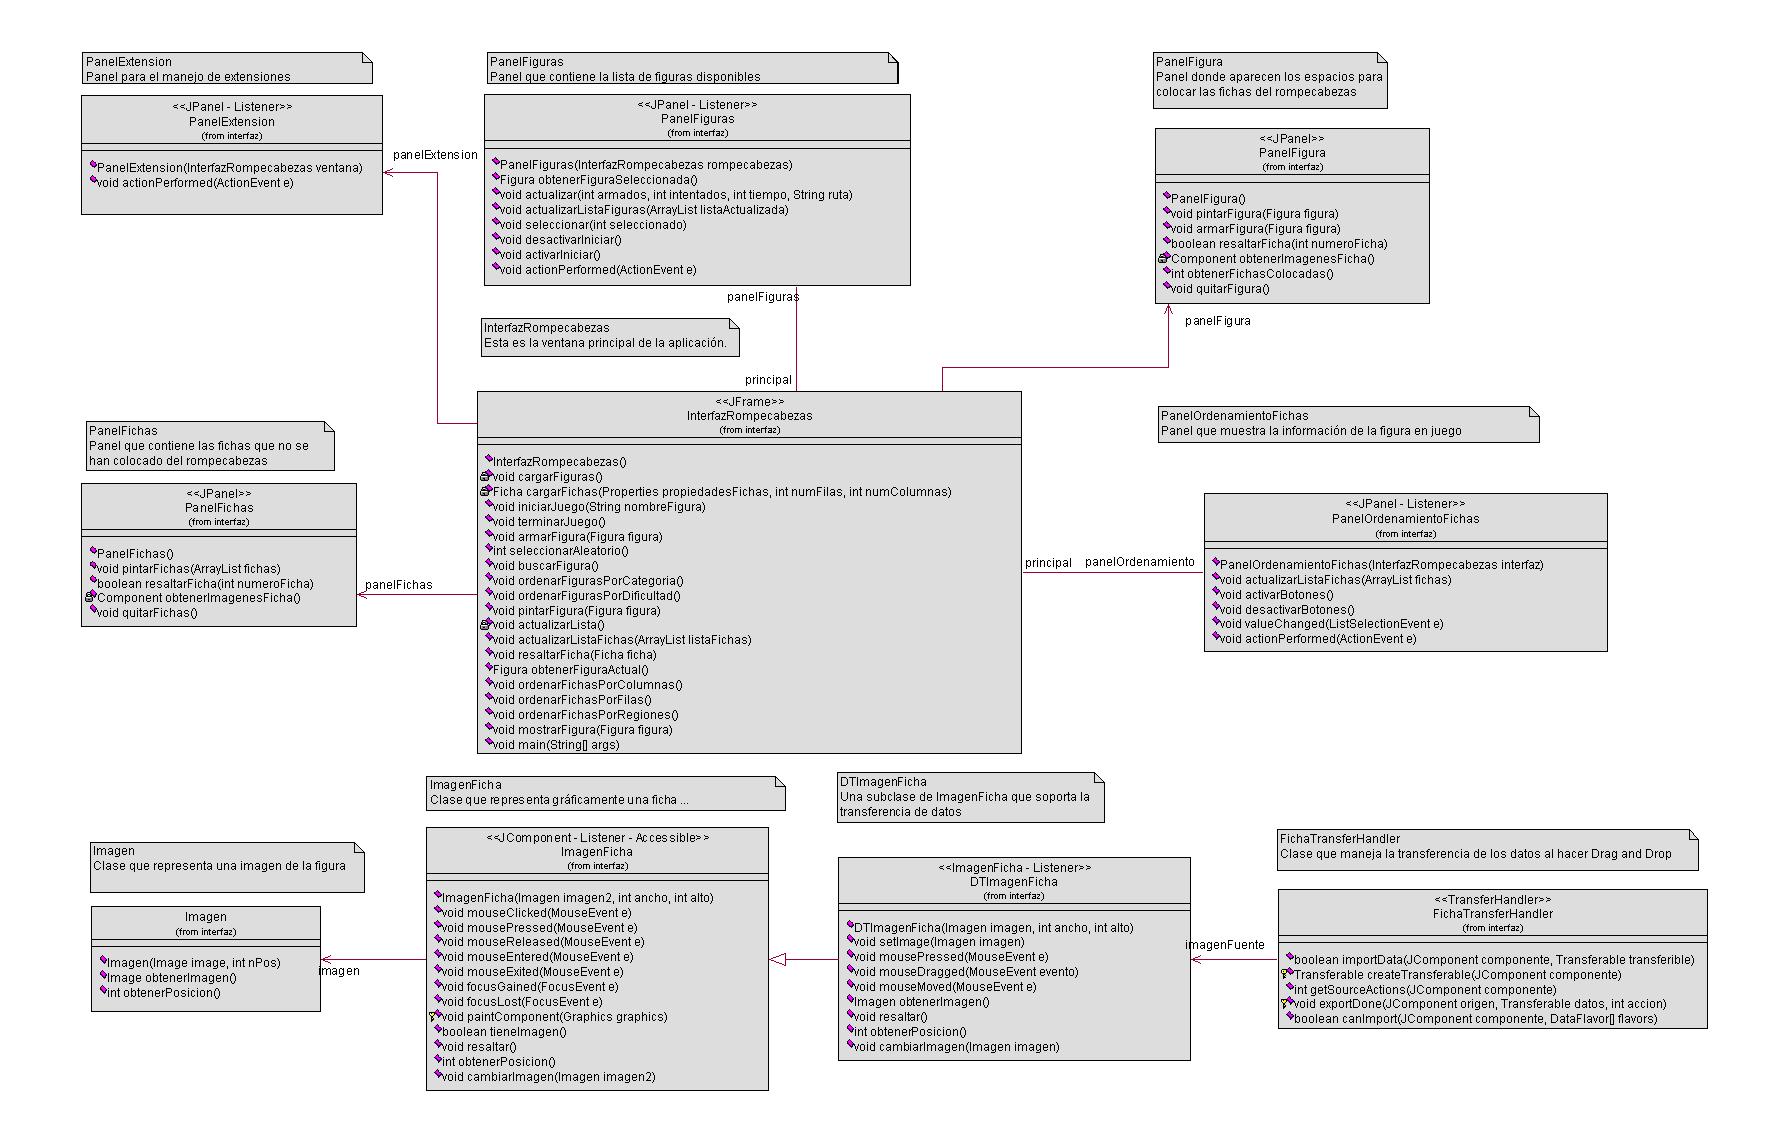 PanelExtension
Panel para el manejo de extensiones
<<JPanel - Listener>>
PanelExtension
(from interfaz)
PanelExtension(InterfazRompecabezas ventana)
void actionPerformed(ActionEvent e)
panelExtension
PanelFiguras
Panel que contiene la lista de figuras disponibles
<<JPanel - Listener>>
PanelFiguras
(from interfaz)
PanelFiguras(InterfazRompecabezas rompecabezas)
Figura obtenerFiguraSeleccionada()
void actualizar(int armados, int intentados, int tiempo, String ruta)
void actualizarListaFiguras(ArrayList listaActualizada)
void seleccionar(int seleccionado)
void desactivarIniciar()
void activarIniciar()
void actionPerformed(ActionEvent e)
panelFiguras
PanelFigura
Panel donde aparecen los espacios para
colocar las fichas del rompecabezas
<<JPanel>>
PanelFigura
(from interfaz)
PanelFigura()
void pintarFigura(Figura figura)
void armarFigura(Figura figura)
boolean resaltarFicha(int numeroFicha)
Component obtenerImagenesFicha()
int obtenerFichasColocadas()
void quitarFigura()
panelFigura
InterfazRompecabezas
Esta es la ventana principal de la aplicación.
principal
<<JFrame>>
InterfazRompecabezas
(from interfaz)
InterfazRompecabezas()
void cargarFiguras()
Ficha cargarFichas(Properties propiedadesFichas, int numFilas, int numColumnas)
void iniciarJuego(String nombreFigura)
void terminarJuego()
void armarFigura(Figura figura)
int seleccionarAleatorio()
void buscarFigura()
void ordenarFigurasPorCategoria()
void ordenarFigurasPorDificultad()
void pintarFigura(Figura figura)
void actualizarLista()
void actualizarListaFichas(ArrayList listaFichas)
void resaltarFicha(Ficha ficha)
Figura obtenerFiguraActual()
void ordenarFichasPorColumnas()
void ordenarFichasPorFilas()
void ordenarFichasPorRegiones()
void mostrarFigura(Figura figura)
void main(String[] args)
PanelFichas
Panel que contiene las fichas que no se
han colocado del rompecabezas
<<JPanel>>
PanelFichas
(from interfaz)
PanelFichas()
void pintarFichas(ArrayList fichas)
boolean resaltarFicha(int numeroFicha)
Component obtenerImagenesFicha()
void quitarFichas()
panelFichas
PanelOrdenamientoFichas
Panel que muestra la información de la figura en juego
<<JPanel - Listener>>
PanelOrdenamientoFichas
(from interfaz)
PanelOrdenamientoFichas(InterfazRompecabezas interfaz)
void actualizarListaFichas(ArrayList fichas)
void activarBotones()
void desactivarBotones()
void valueChanged(ListSelectionEvent e)
void actionPerformed(ActionEvent e)
principal
panelOrdenamiento
Imagen
Clase que representa una imagen de la figura
Imagen
(from interfaz)
Imagen(Image image, int nPos)
Image obtenerImagen()
int obtenerPosicion()
imagen
ImagenFicha
Clase que representa gráficamente una ficha ...
<<JComponent - Listener - Accessible>>
ImagenFicha
(from interfaz)
ImagenFicha(Imagen imagen2, int ancho, int alto)
void mouseClicked(MouseEvent e)
void mousePressed(MouseEvent e)
void mouseReleased(MouseEvent e)
void mouseEntered(MouseEvent e)
void mouseExited(MouseEvent e)
void focusGained(FocusEvent e)
void focusLost(FocusEvent e)
void paintComponent(Graphics graphics)
boolean tieneImagen()
void resaltar()
int obtenerPosicion()
void cambiarImagen(Imagen imagen2)
DTImagenFicha
Una subclase de ImagenFicha que soporta la
transferencia de datos
<<ImagenFicha - Listener>>
DTImagenFicha
(from interfaz)
DTImagenFicha(Imagen imagen, int ancho, int alto)
void setImage(Imagen imagen)
void mousePressed(MouseEvent e)
void mouseDragged(MouseEvent evento)
void mouseMoved(MouseEvent e)
Imagen obtenerImagen()
void resaltar()
int obtenerPosicion()
void cambiarImagen(Imagen imagen)
imagenFuente
FichaTransferHandler
Clase que maneja la transferencia de los datos al hacer Drag and Drop
<<TransferHandler>>
FichaTransferHandler
(from interfaz)
boolean importData(JComponent componente, Transferable transferible)
Transferable createTransferable(JComponent componente)
int getSourceActions(JComponent componente)
void exportDone(JComponent origen, Transferable datos, int accion)
boolean canImport(JComponent componente, DataFlavor[] flavors)